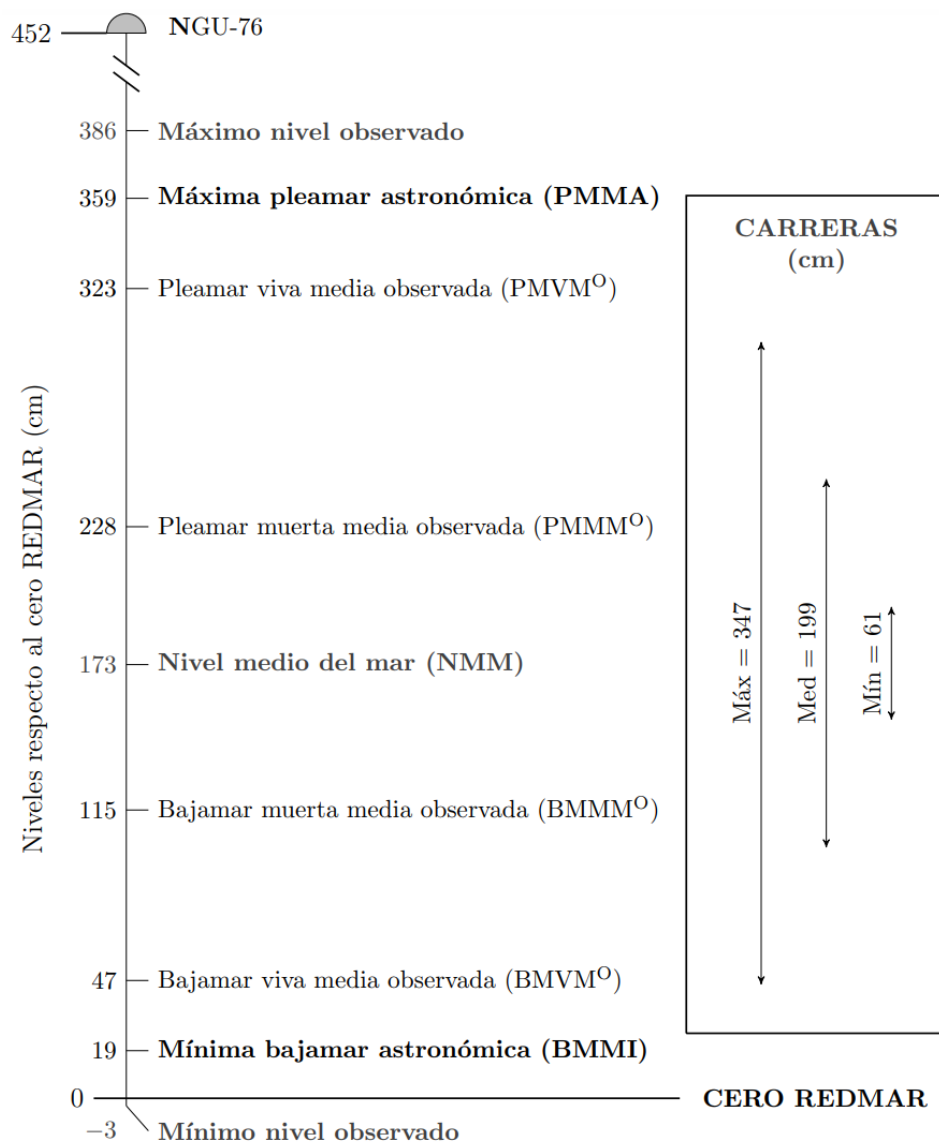 452 NGU-76
386 Máximo nivel observado
359 Máxima pleamar astronómica (PMMA)
CARRERAS
(cm)
323 Pleamar viva media observada (PMVMᴼ)
Niveles respecto al cero REDMAR (cm)
228 Pleamar muerta media observada (PMMMᴼ)
Máx = 347
Med = 199
Mín = 61
173 Nivel medio del mar (NMM)
115 Bajamar muerta media observada (BMMMᴼ)
47 Bajamar viva media observada (BMVMᴼ)
19 Mínima bajamar astronómica (BMMI)
0 CERO REDMAR
−3 Mínimo nivel observado